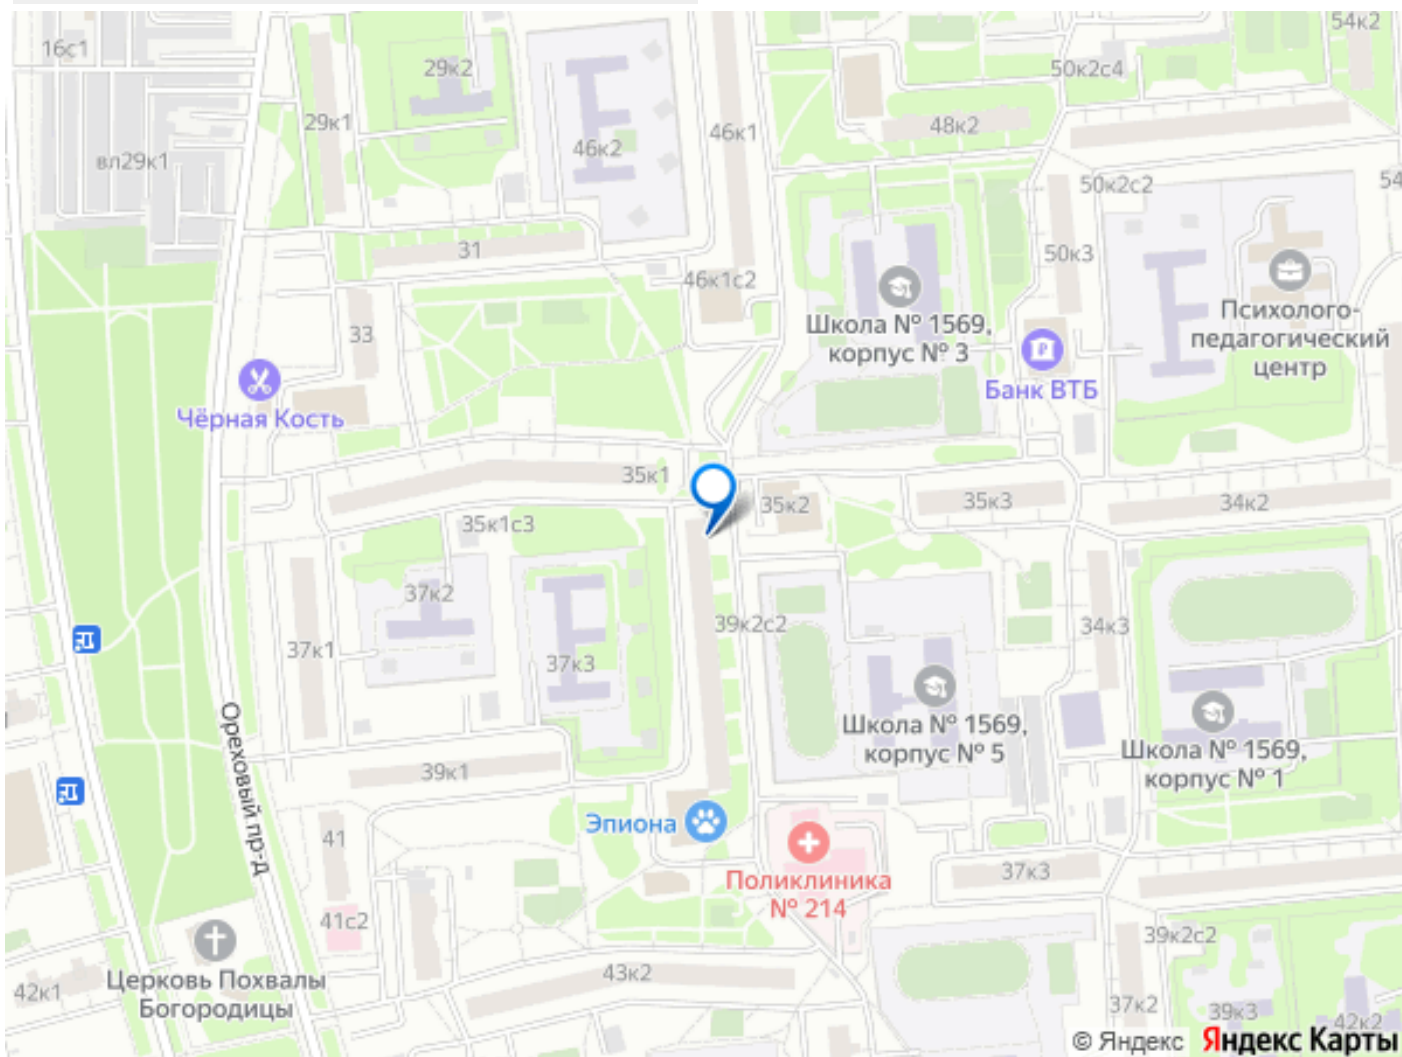 54к2
16с1
29к2
50к2с4
29к1
46к1
48к2
46к2
вл29к1
50к2с2
54
31
50к3
46к1с2
Школа № 1569,
корпус № 3
Психолого-
педагогический
центр
33
Банк ВТБ
Чёрная Кость
35к1
35к2
35к3
34к2
35к1с3
37к2
39к2с2
34к3
37к1
37к3
Ореховый пр-д
Школа № 1569,
корпус № 5
Школа № 1569,
корпус № 1
39к1
Эпиона
41
Поликлиника
№ 214
37к3
41с2
39к2с2
43к2
Церковь Похвалы
Богородицы
42к1
37к2
39к3
42к2
© Яндекс Яндекс Карты